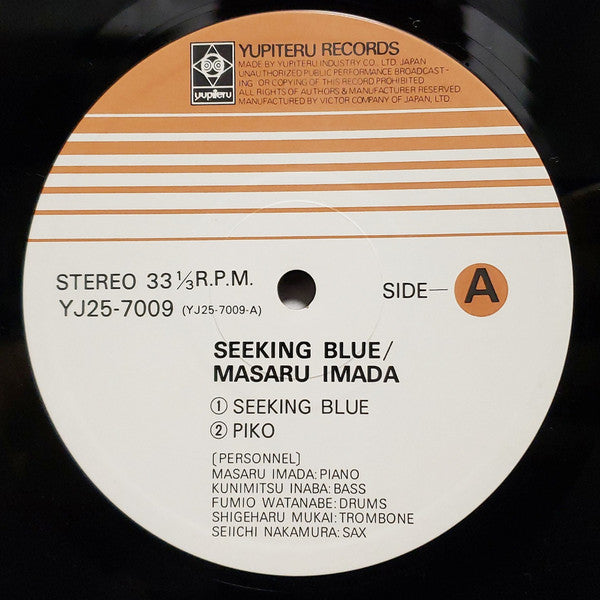 YUPITERU RECORDS
MADE BY YUPITERU INDUSTRY CO., LTD. JAPAN
UNAUTHORIZED PUBLIC PERFORMANCE BROADCAST-
ING OR COPYING OF THIS RECORD PROHIBITED
ALL RIGHTS OF AUTHORS & MANUFACTURER RESERVED
MANUFACTURED BY VICTOR COMPANY OF JAPAN, LTD.
yupiteru
STEREO 33 ⅓ R.P.M.
SIDE—A
YJ25-7009 (YJ25-7009-A)
SEEKING BLUE/
MASARU IMADA
① SEEKING BLUE
② PIKO
(PERSONNEL)
MASARU IMADA: PIANO
KUNIMITSU INABA: BASS
FUMIO WATANABE: DRUMS
SHIGEHARU MUKAI: TROMBONE
SEIICHI NAKAMURA: SAX